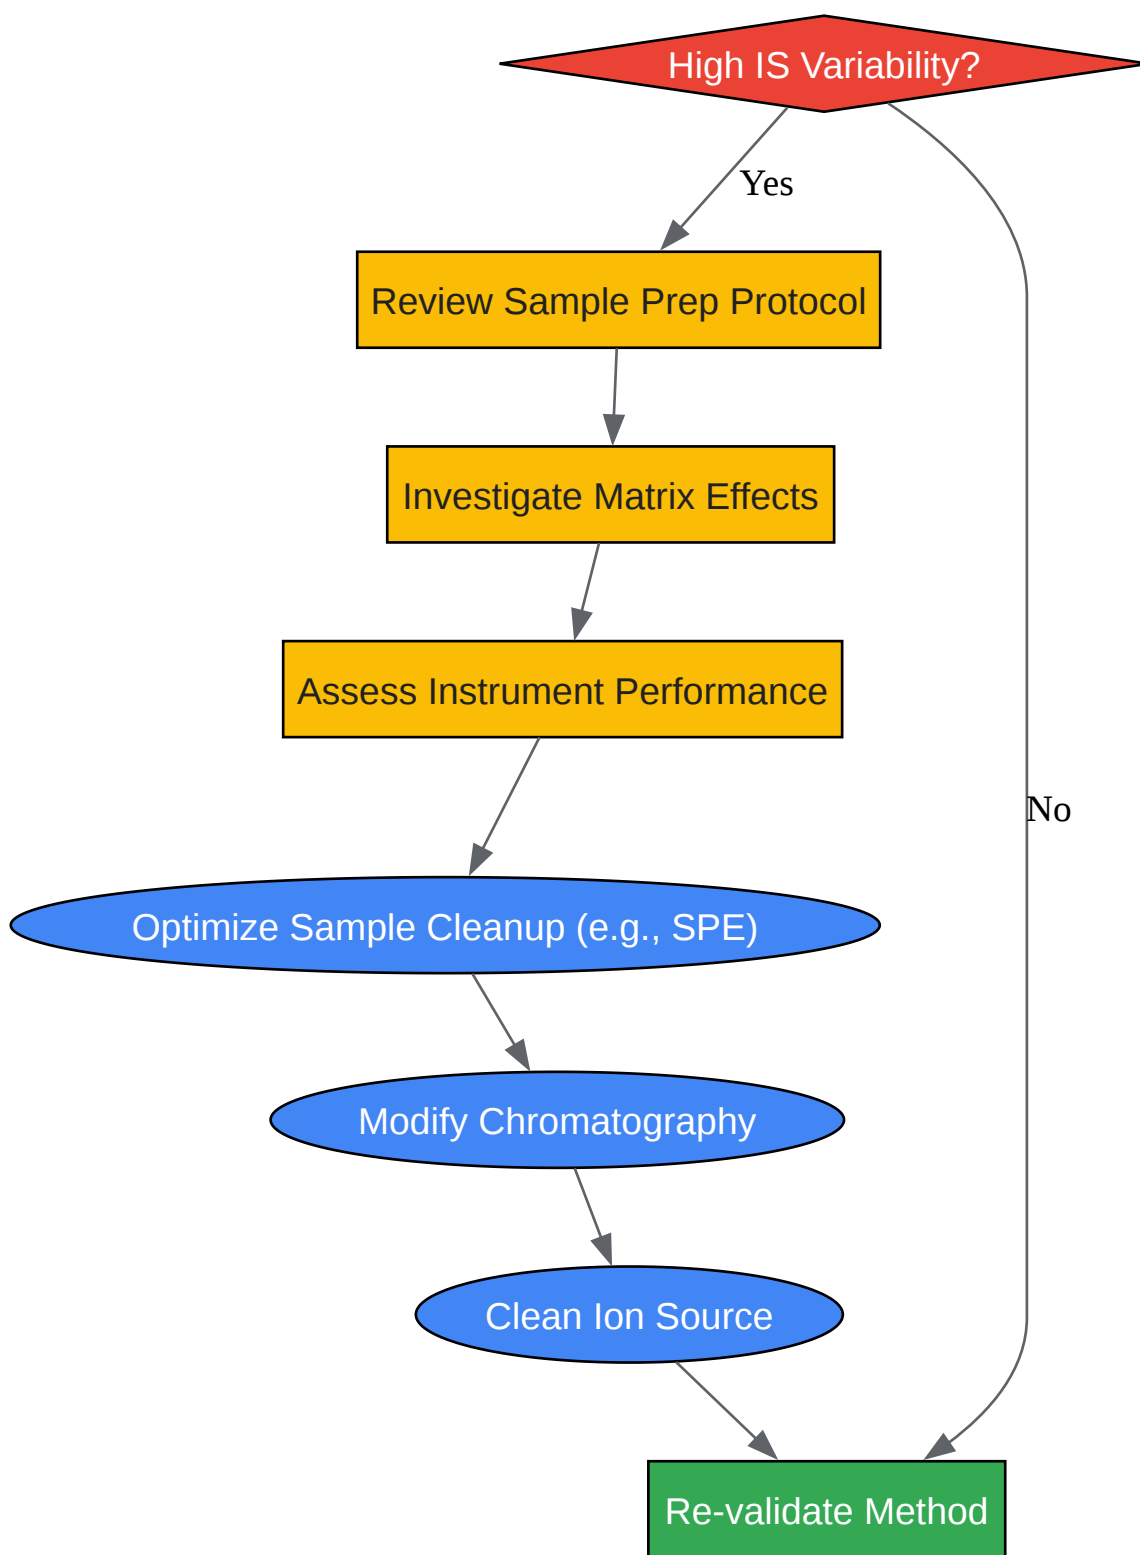 High IS Variability?
Yes
Review Sample Prep Protocol
Investigate Matrix Effects
Assess Instrument Performance
No
Optimize Sample Cleanup (e.g., SPE)
Modify Chromatography
Clean Ion Source
Re-validate Method